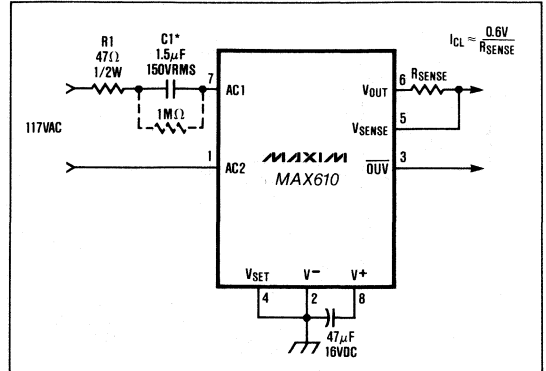 R1
47Ω
1/2W
C1*
1.5µF
150VRMS
1MΩ
117VAC
7
AC1
1
AC2
MAXIM
MAX610
VOUT
6
RSENSE
VSENSE
5
OUV
3
ICL ≈ 0.6V
RSENSE
VSET
V−
V+
4
2
8
47µF
16VDC